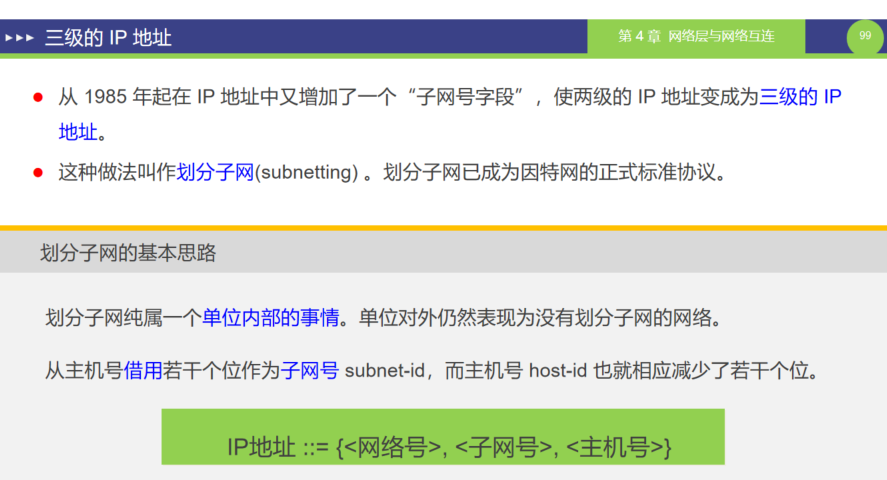 ▸▸▸ 三级的 IP 地址
第 4 章 网络层与网络互连
99
● 从 1985 年起在 IP 地址中又增加了一个“子网号字段”，使两级的 IP 地址变成为三级的 IP
地址。
● 这种做法叫作划分子网(subnetting) 。划分子网已成为因特网的正式标准协议。
划分子网的基本思路
划分子网纯属一个单位内部的事情。单位对外仍然表现为没有划分子网的网络。
从主机号借用若干个位作为子网号 subnet-id，而主机号 host-id 也就相应减少了若干个位。
IP地址 ::= {<网络号>, <子网号>, <主机号>}